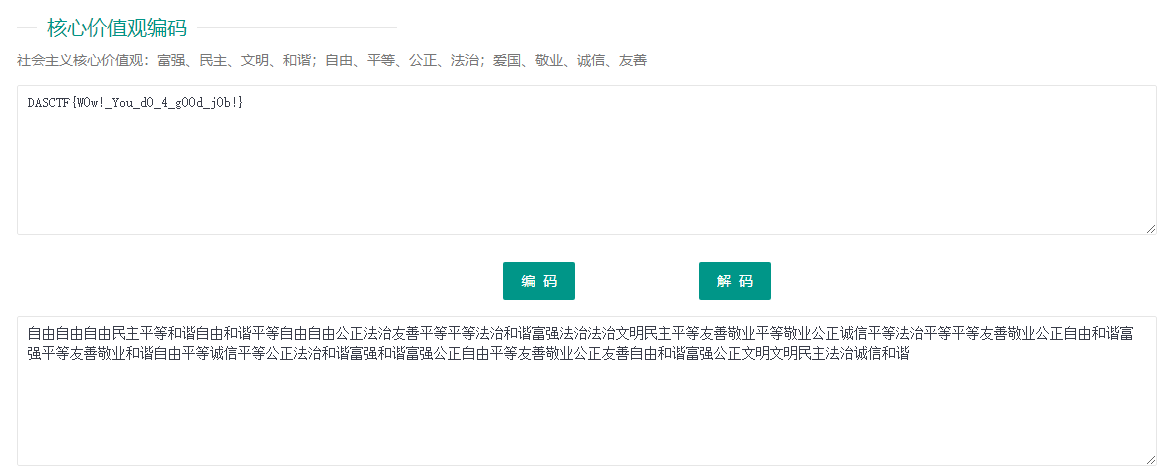 核心价值观编码
社会主义核心价值观：富强、民主、文明、和谐；自由、平等、公正、法治；爱国、敬业、诚信、友善
DASCTF{W0w!_You_d0_4_g00d_j0b!}
编 码
解 码
自由自由自由民主平等和谐自由和谐平等自由自由公正法治友善平等平等法治和谐富强法治法治文明民主平等友善敬业平等敬业公正诚信平等法治平等平等友善敬业公正自由和谐富
强平等友善敬业和谐自由平等诚信平等公正法治和谐富强和谐富强公正自由平等友善敬业公正友善自由和谐富强公正文明文明民主法治诚信和谐